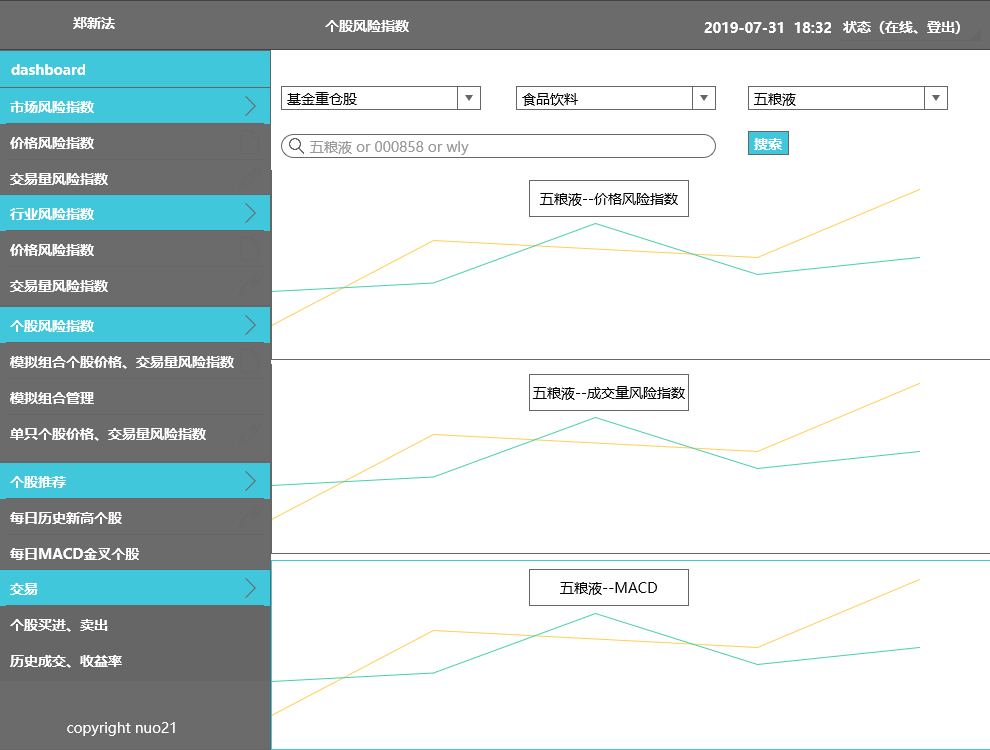 郑新法
个股风险指数
2019-07-31 18:32 状态（在线、登出）
dashboard
市场风险指数
价格风险指数
交易量风险指数
行业风险指数
价格风险指数
交易量风险指数
个股风险指数
模拟组合个股价格、交易量风险指数
模拟组合管理
单只个股价格、交易量风险指数
个股推荐
每日历史新高个股
每日MACD金叉个股
交易
个股买进、卖出
历史成交、收益率
copyright nuo21
基金重仓股
食品饮料
五粮液
五粮液 or 000858 or wly
搜索
五粮液--价格风险指数
五粮液--成交量风险指数
五粮液--MACD